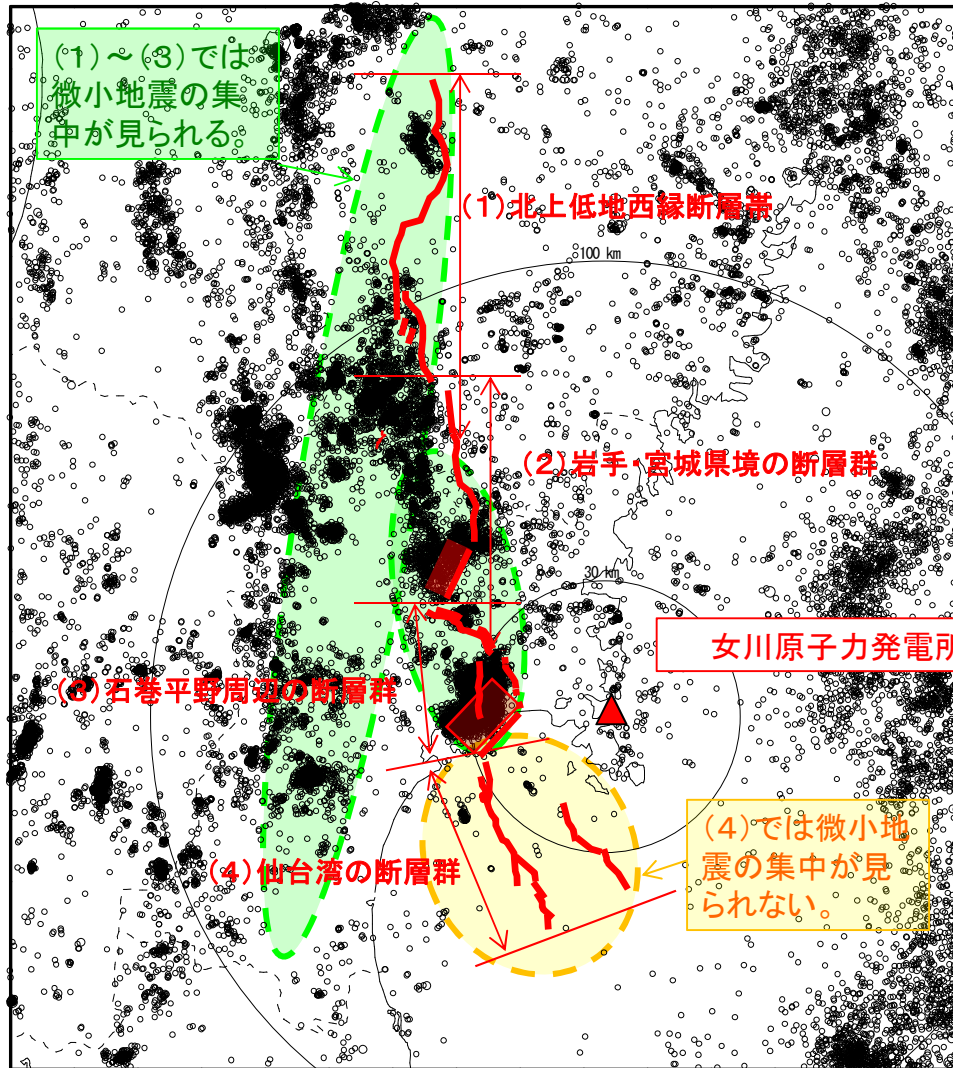 (1)~(3)では
微小地震の集
中が見られる。
(1)北上低地西縁断層帯
100 km
(2)岩手・宮城県境の断層群
30 km
女川原子力発電所
(3)石巻平野周辺の断層群
(4)仙台湾の断層群
(4)では微小地
震の集中が見
られない。